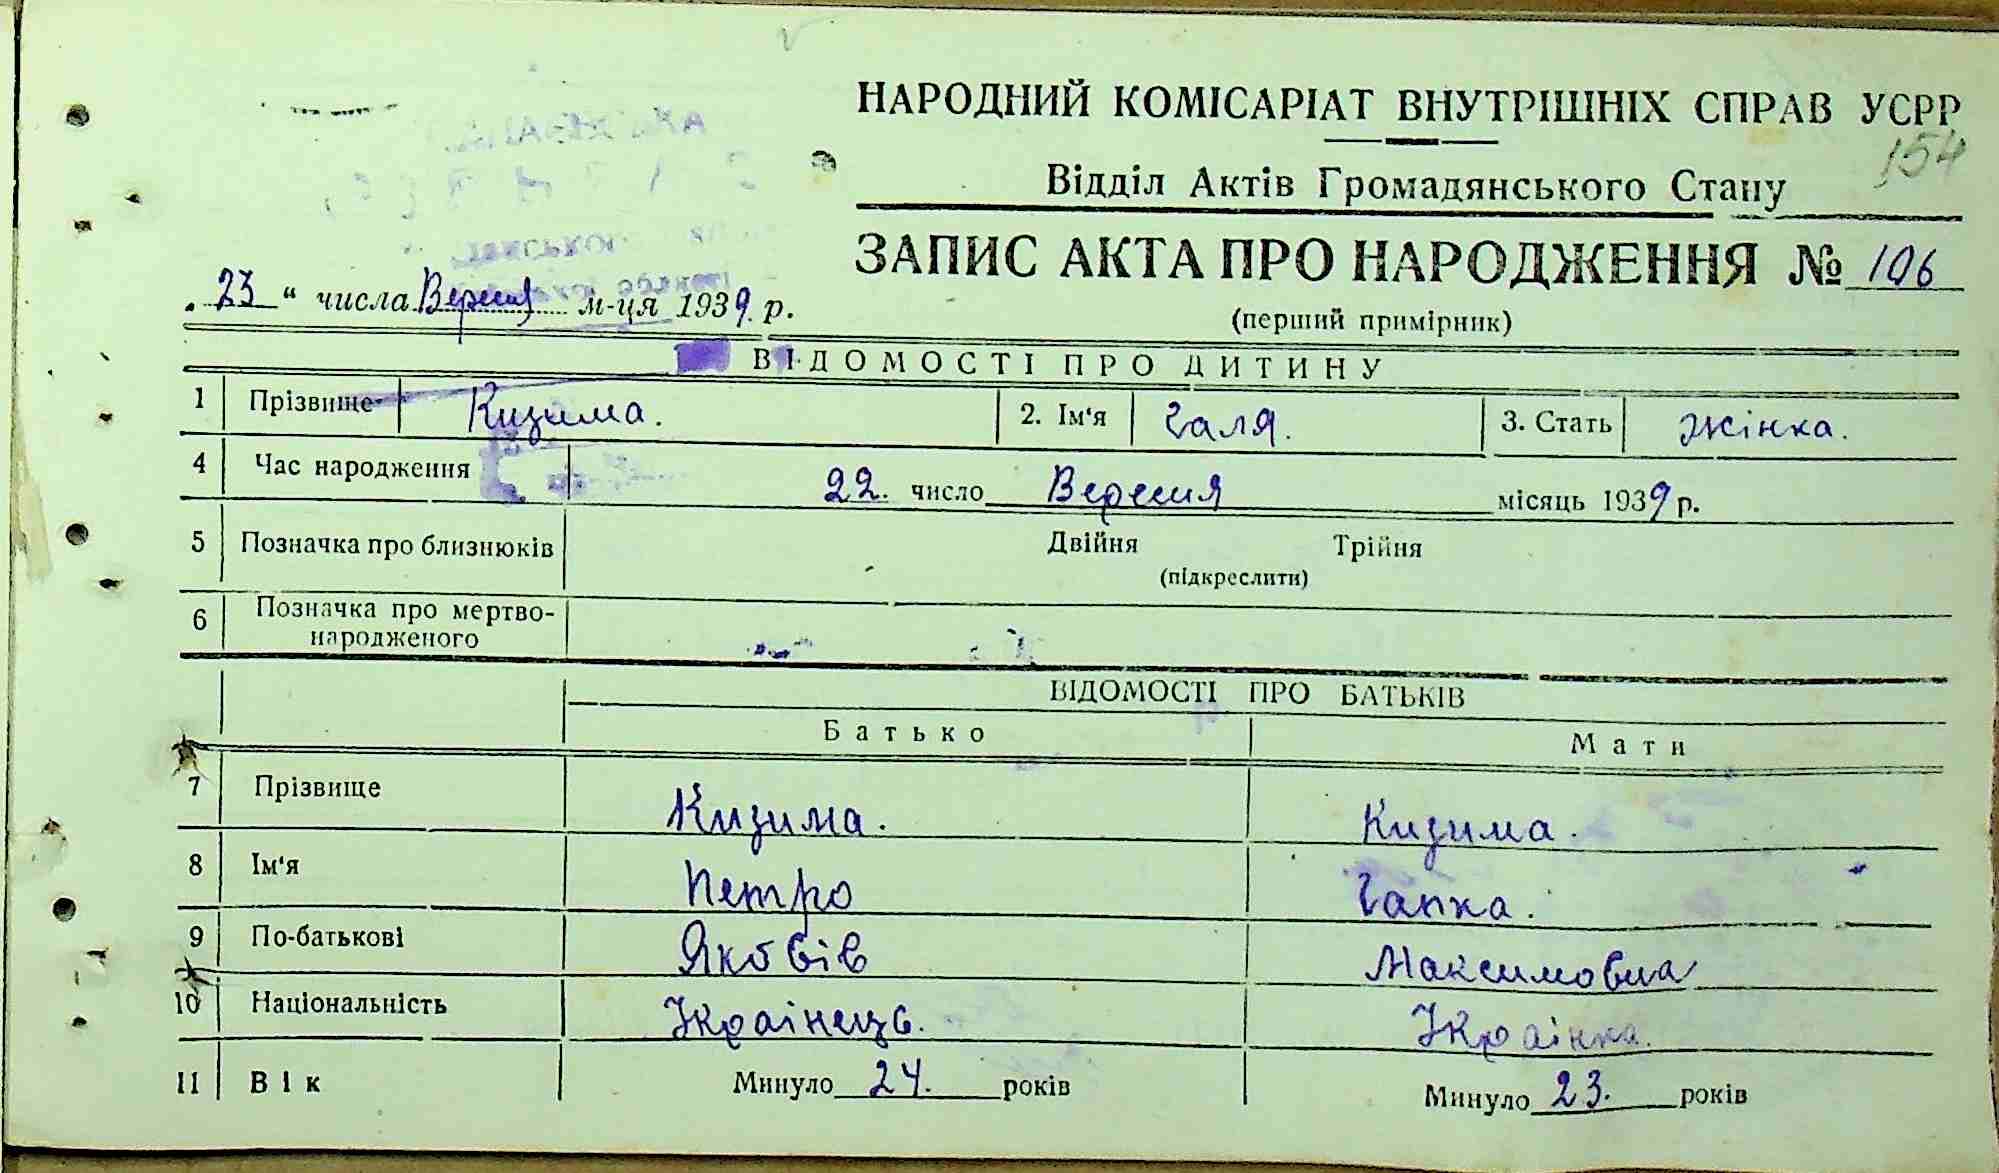 НАРОДНИЙ КОМІСАРІАТ ВНУТРІШНІХ СПРАВ УСРР
154
Відділ Актів Громадянського Стану
ЗАПИС АКТА ПРО НАРОДЖЕННЯ № 106
(перший примірник)
„23“ числа Вересня м-ця 1939 р.
ВІДОМОСТІ ПРО ДИТИНУ
1 Прізвище Кизима. 2. Ім'я Галя. 3. Стать жінка.
4 Час народження 22. число Вересня місяць 1939 р.
5 Позначка про близнюків Двійня Трійня
(підкреслити)
6 Позначка про мертво-
народженого
ВІДОМОСТІ ПРО БАТЬКІВ
Батько Мати
7 Прізвище Кизима. Кизима.
8 Ім'я Петро Гапка.
9 По-батькові Яковів Максимовна
10 Національність Украінець. Украінка.
11 Вік Минуло 24. років Минуло 23. років